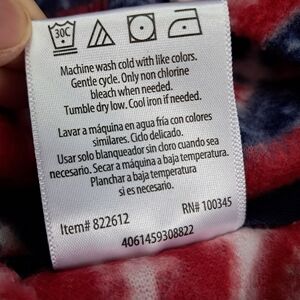 30C
Machine wash cold with like colors.
Gentle cycle. Only non chlorine
bleach when needed.
Tumble dry low. Cool iron if needed.
Lavar a máquina en agua fría con colores
similares. Ciclo delicado.
Usar solo blanqueador sin cloro cuando sea
necesario. Secar a máquina a baja temperatura.
Planchar a baja temperatura
si es necesario.
Item# 822612
RN# 100345
4061459308822